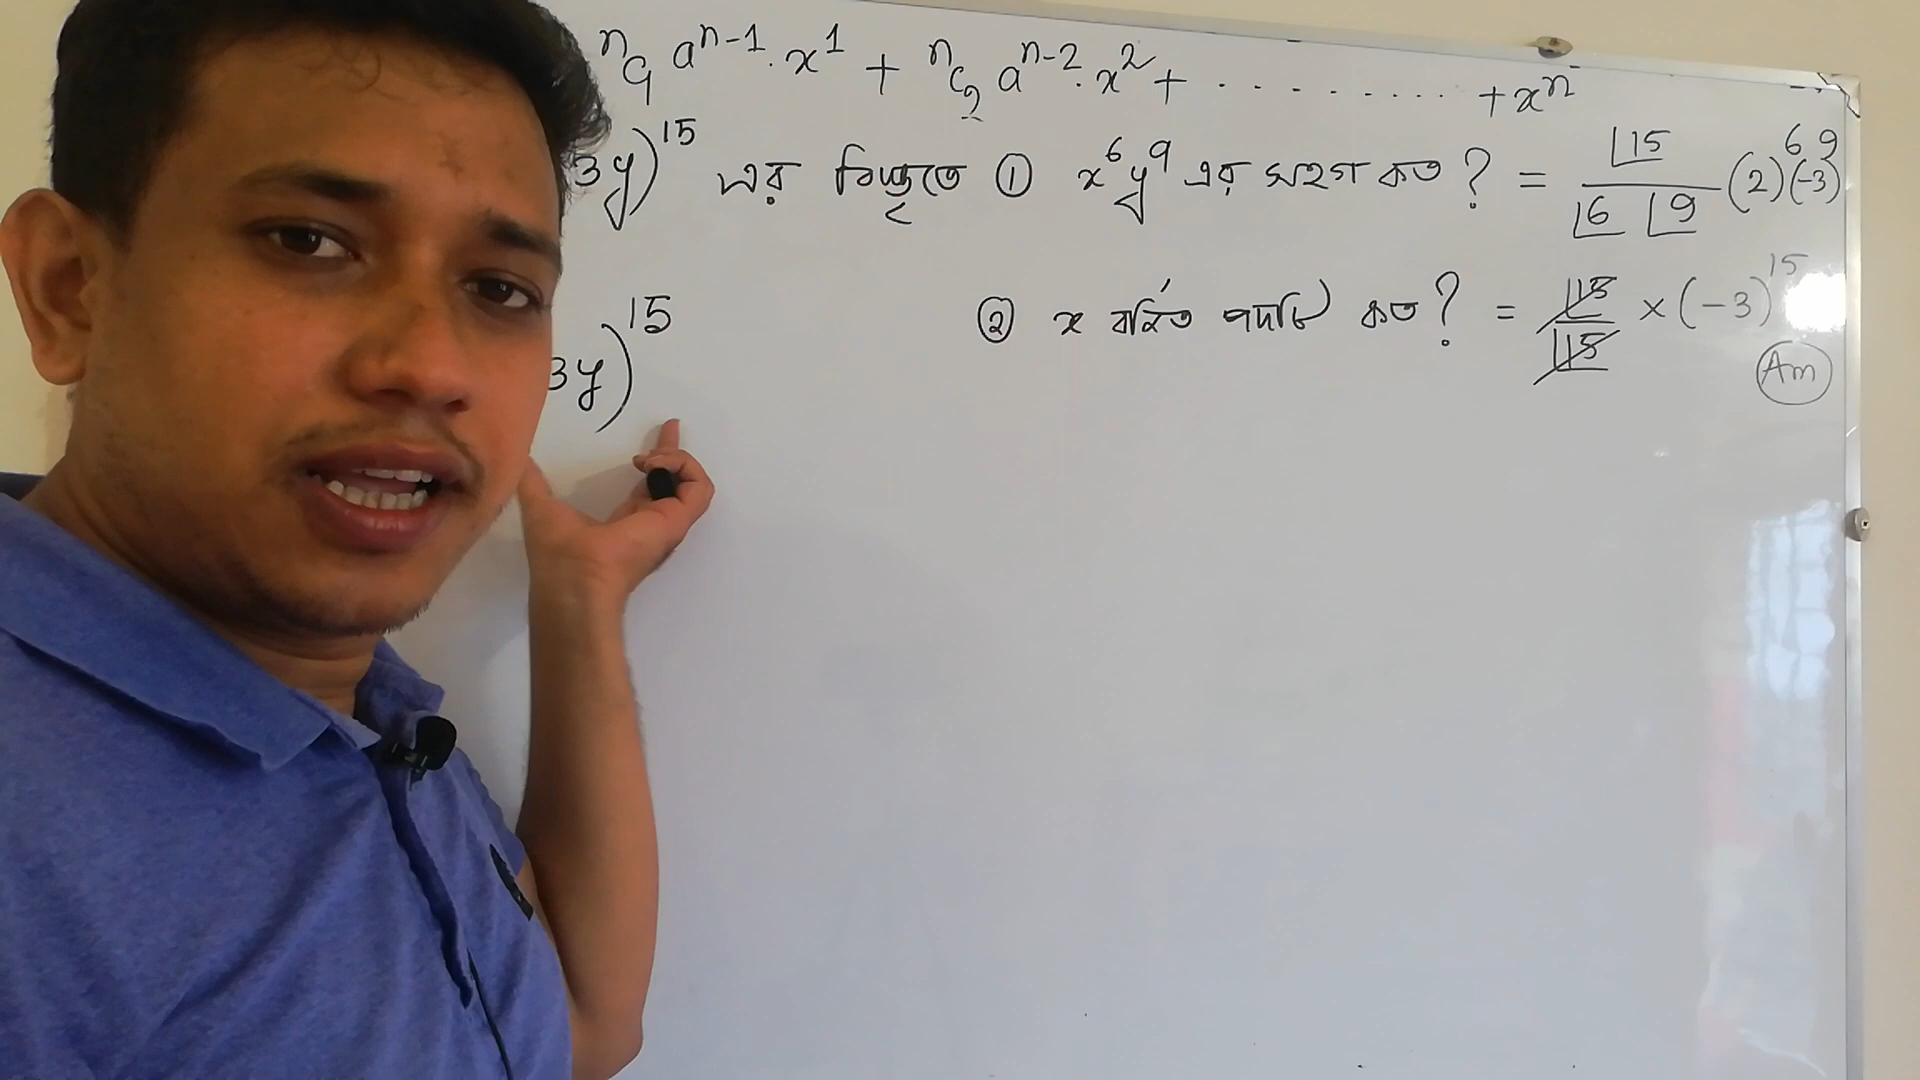 ⁿC₁ aⁿ⁻¹.x¹ + ⁿC₂ aⁿ⁻².x² + .......... + xⁿ
3y)¹⁵ এর বিস্তৃতিতে ① x⁶y⁹ এর সহগ কত ? = ⌊15 / ⌊6 ⌊9 (2)⁶(-3)⁹
3y)¹⁵ ② x বর্জিত পদটি কত ? = ⌊15 / ⌊15 × (-3)¹⁵
Am